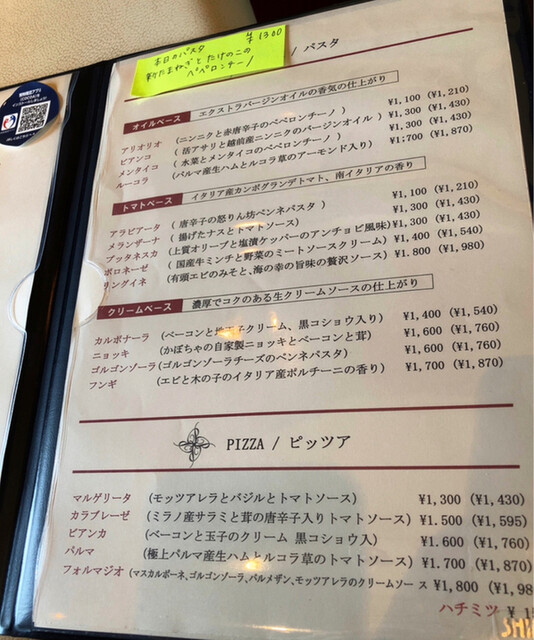 本日のパスタ ¥1300
新たまねぎとたけのこの
ペペロンチーノ
/ パスタ
オイルベース エクストラバージンオイルの香気の仕上がり
アリオリオ (ニンニクと赤唐辛子のペペロンチーノ) ¥1,100 (¥1,210)
ビアンコ (活アサリと越前産ニンニクのバージンオイル) ¥1,300 (¥1,430)
メンタイコ (水菜とメンタイコのペペロンチーノ) ¥1,300 (¥1,430)
ルーコラ (パルマ産生ハムとルコラ草のアーモンド入り) ¥1:700 (¥1,870)
トマトベース イタリア産カンポグランデトマト、南イタリアの香り
アラビアータ (唐辛子の怒りん坊ペンネパスタ) ¥1,100 (¥1,210)
メランザーナ (揚げたナスとトマトソース) ¥1,300 (¥1,430)
プッタネスカ (上質オリーブと塩漬ケッパーのアンチョビ風味) ¥1,300 (¥1,430)
ボロネーゼ (国産牛ミンチと野菜のミートソースクリーム) ¥1,400 (¥1,540)
リングイネ (有頭エビのみそと、海の幸の旨味の贅沢ソース) ¥1.800 (¥1,980)
クリームベース 濃厚でコクのある生クリームソースの仕上がり
カルボナーラ (ベーコンと 子クリーム、黒コショウ入り) ¥1,400 (¥1,540)
ニョッキ (かぼちゃの自家製ニョッキとベーコンと茸) ¥1,600 (¥1,760)
ゴルゴンゾーラ (ゴルゴンゾーラチーズのペンネパスタ) ¥1,600 (¥1,760)
フンギ (エビと木の子のイタリア産ポルチーニの香り) ¥1,700 (¥1,870)
PIZZA / ピッツア
マルゲリータ (モッツアレラとバジルとトマトソース) ¥1,300 (¥1,430)
カラブレーゼ (ミラノ産サラミと茸の唐辛子入りトマトソース) ¥1.500 (¥1,595)
ビアンカ (ベーコンと玉子のクリーム 黒コショウ入) ¥1.600 (¥1,760)
パルマ (極上パルマ産生ハムとルコラ草のトマトソース) ¥1.700 (¥1,870)
フォルマジオ (マスカルポーネ、ゴルゴンゾーラ、パルメザン、モッツアレラのクリームソース ¥1,800 (¥1,98
ハチミツ ¥